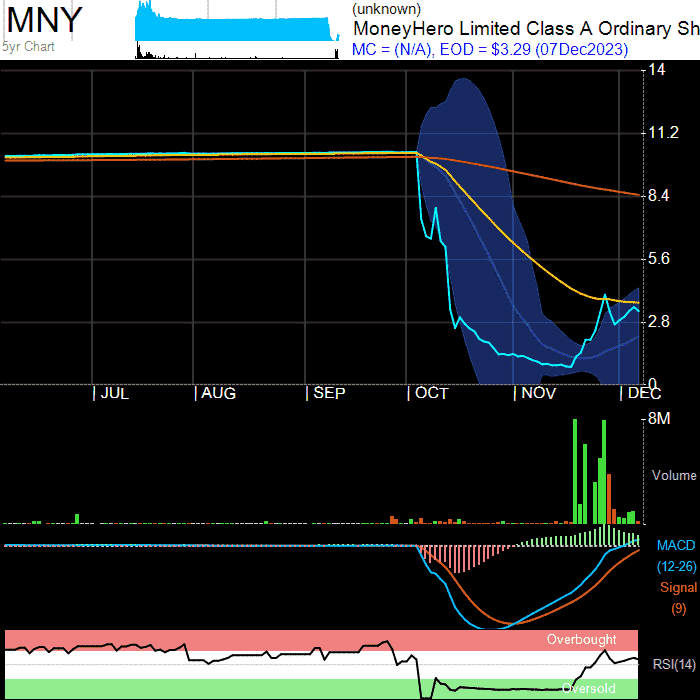 MNY
5yr Chart
(unknown)
MoneyHero Limited Class A Ordinary Sh
MC = (N/A), EOD = $3.29 (07Dec2023)
14
11.2
8.4
5.6
2.8
0
JUL AUG SEP OCT NOV DEC
8M
Volume
MACD
(12-26)
Signal
(9)
Overbought
RSI(14)
Oversold